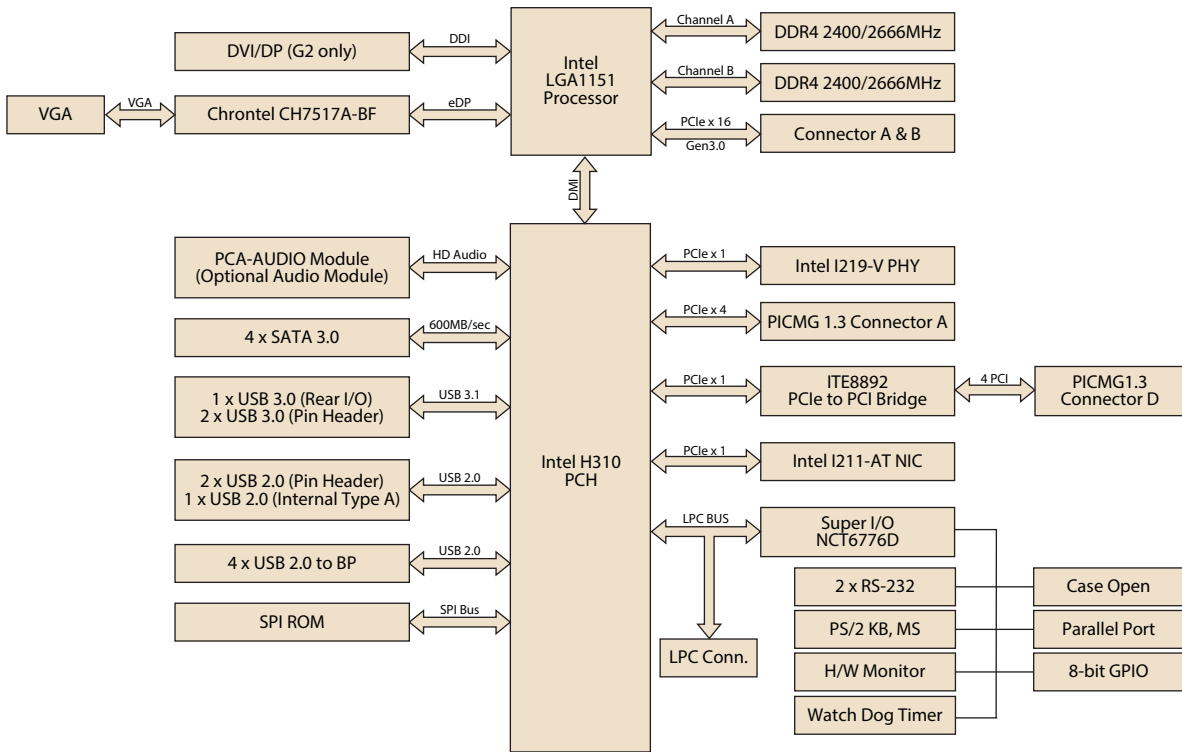 DVI/DP (G2 only)
DDI
Intel
LGA1151
Processor
Channel A
DDR4 2400/2666MHz
Channel B
DDR4 2400/2666MHz
VGA
VGA
Chrontel CH7517A-BF
eDP
PCIe x 16
Gen3.0
Connector A & B
DMI
PCA-AUDIO Module
(Optional Audio Module)
HD Audio
4 x SATA 3.0
600MB/sec
1 x USB 3.0 (Rear I/O)
2 x USB 3.0 (Pin Header)
USB 3.1
2 x USB 2.0 (Pin Header)
1 x USB 2.0 (Internal Type A)
USB 2.0
4 x USB 2.0 to BP
USB 2.0
SPI ROM
SPI Bus
Intel H310
PCH
PCIe x 1
Intel I219-V PHY
PCIe x 4
PICMG 1.3 Connector A
PCIe x 1
ITE8892
PCIe to PCI Bridge
4 PCI
PICMG1.3
Connector D
PCIe x 1
Intel I211-AT NIC
LPC BUS
Super I/O
NCT6776D
LPC Conn.
2 x RS-232
Case Open
PS/2 KB, MS
Parallel Port
H/W Monitor
8-bit GPIO
Watch Dog Timer